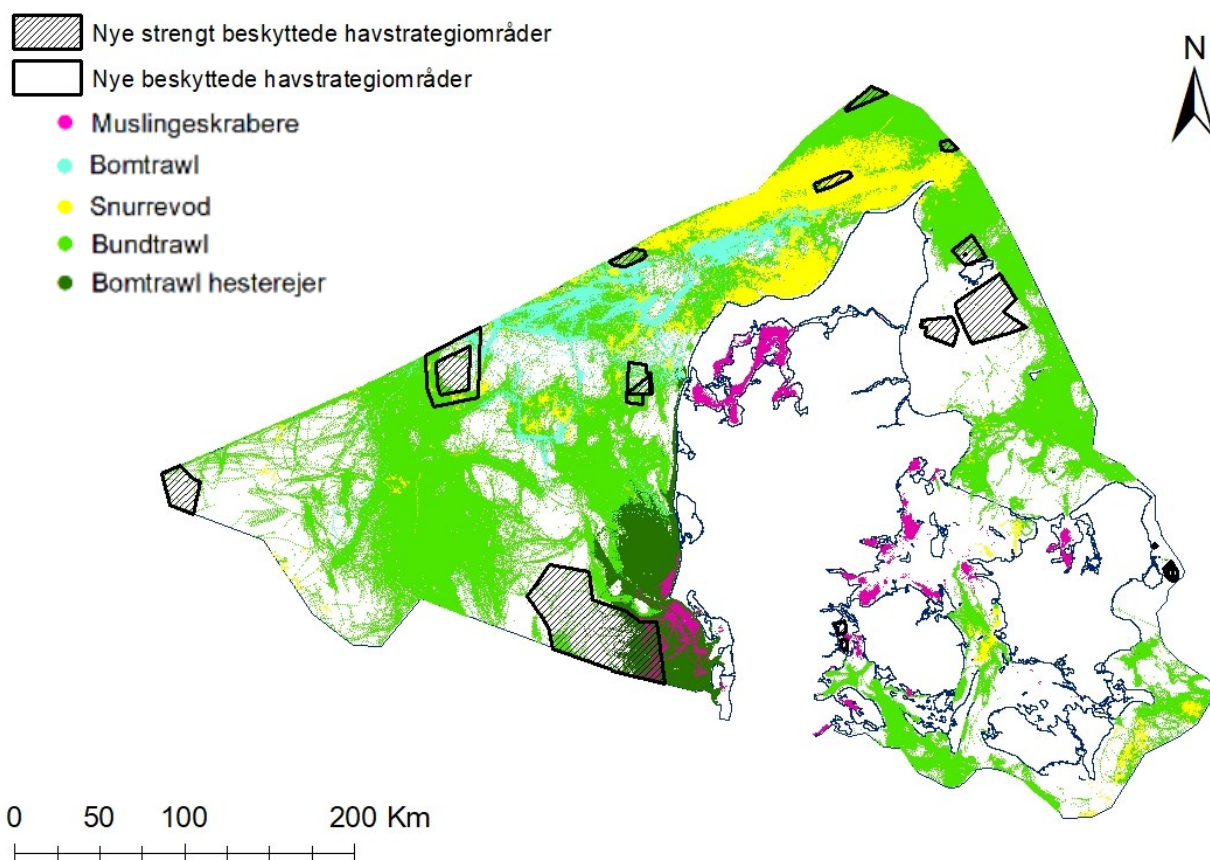 Nye strengt beskyttede havstrategiområder
Nye beskyttede havstrategiområder
Muslingeskrabere
Bomtrawl
Snurrevod
Bundtrawl
Bomtrawl hesterejer
N
0 50 100 200 Km